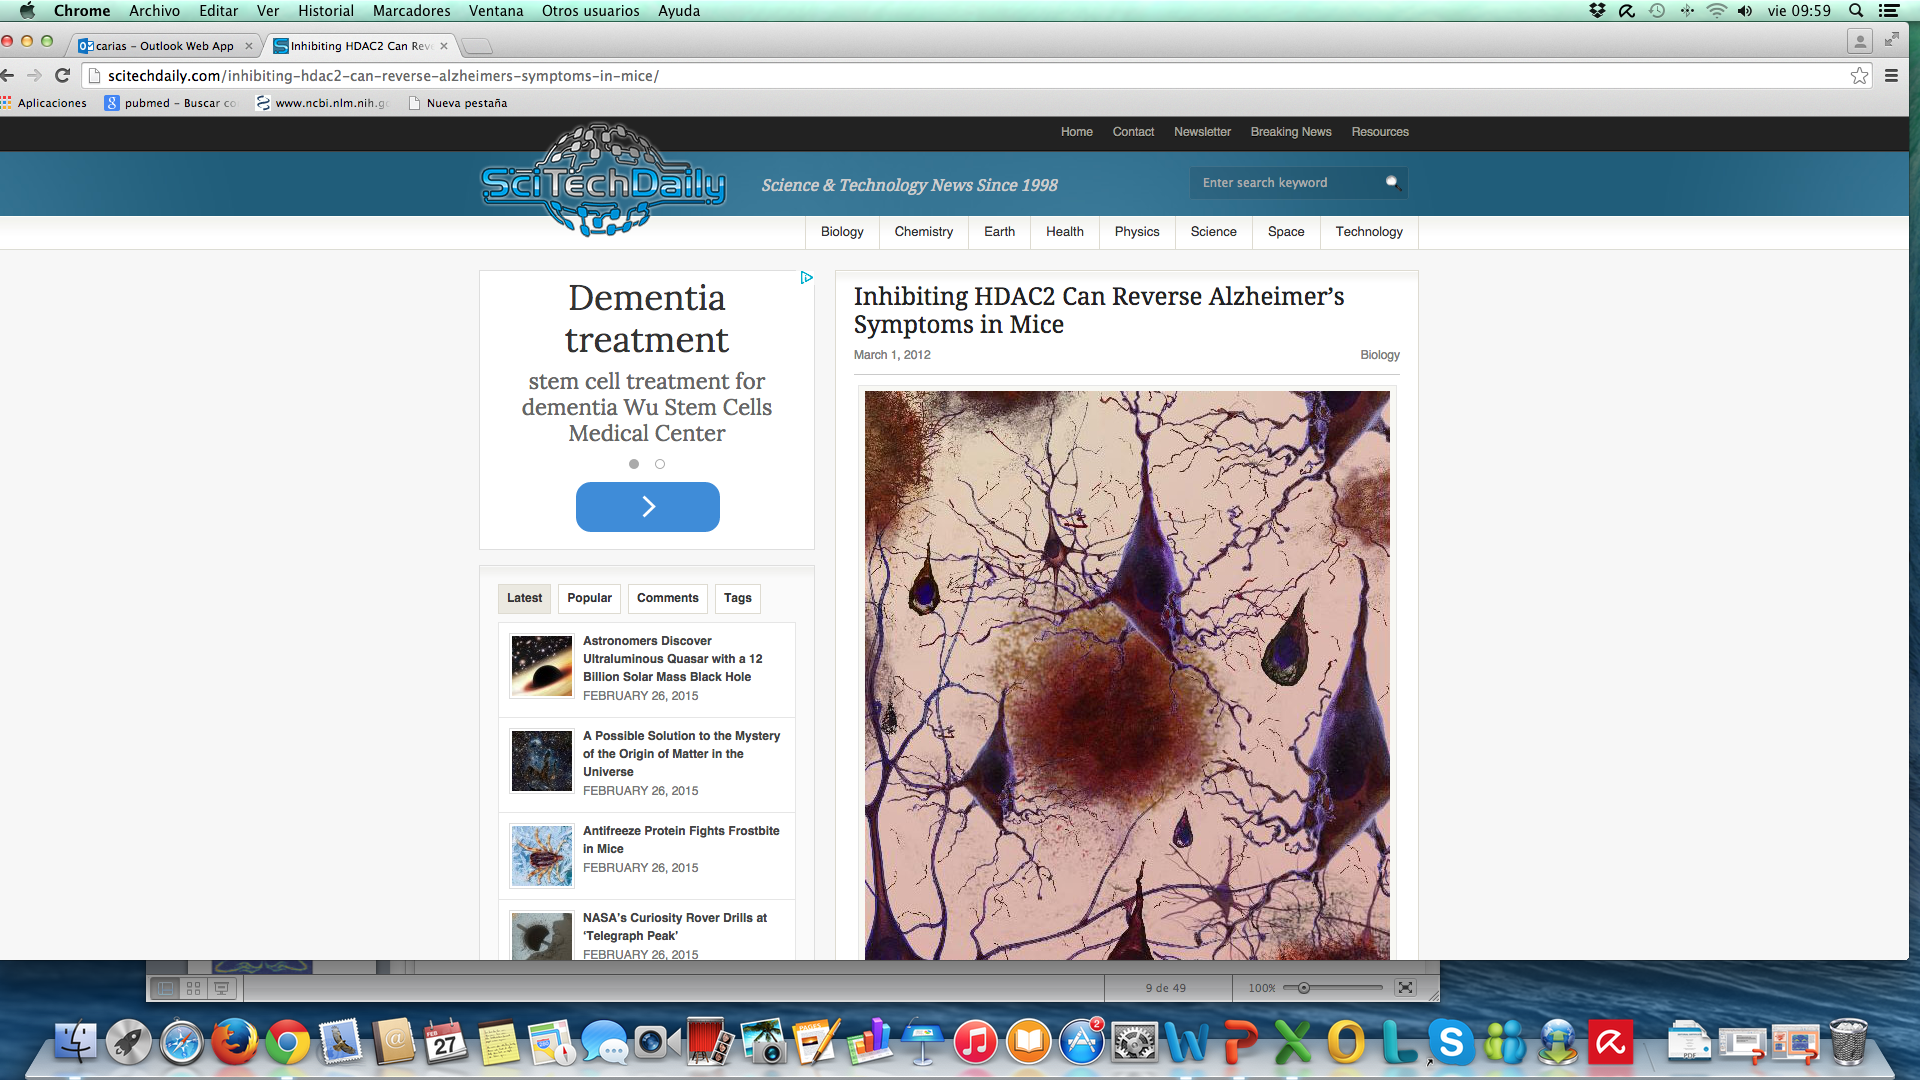 Chrome Archivo Editar Ver Historial Marcadores Ventana Otros usuarios Ayuda vie 09:59
carias – Outlook Web App
Inhibiting HDAC2 Can Rev
scitechdaily.com/inhibiting-hdac2-can-reverse-alzheimers-symptoms-in-mice/
Aplicaciones pubmed – Buscar co www.ncbi.nlm.nih.g Nueva pestaña
Home Contact Newsletter Breaking News Resources
SciTechDaily
Science & Technology News Since 1998
Enter search keyword
Biology Chemistry Earth Health Physics Science Space Technology
Dementia
treatment
stem cell treatment for
dementia Wu Stem Cells
Medical Center
Latest Popular Comments Tags
Astronomers Discover
Ultraluminous Quasar with a 12
Billion Solar Mass Black Hole
FEBRUARY 26, 2015
A Possible Solution to the Mystery
of the Origin of Matter in the
Universe
FEBRUARY 26, 2015
Antifreeze Protein Fights Frostbite
in Mice
FEBRUARY 26, 2015
NASA's Curiosity Rover Drills at
‘Telegraph Peak’
FEBRUARY 26, 2015
Inhibiting HDAC2 Can Reverse Alzheimer’s
Symptoms in Mice
March 1, 2012 Biology
9 de 49 100%
FEB
27
PAGES
2
W P X O L S
PDF